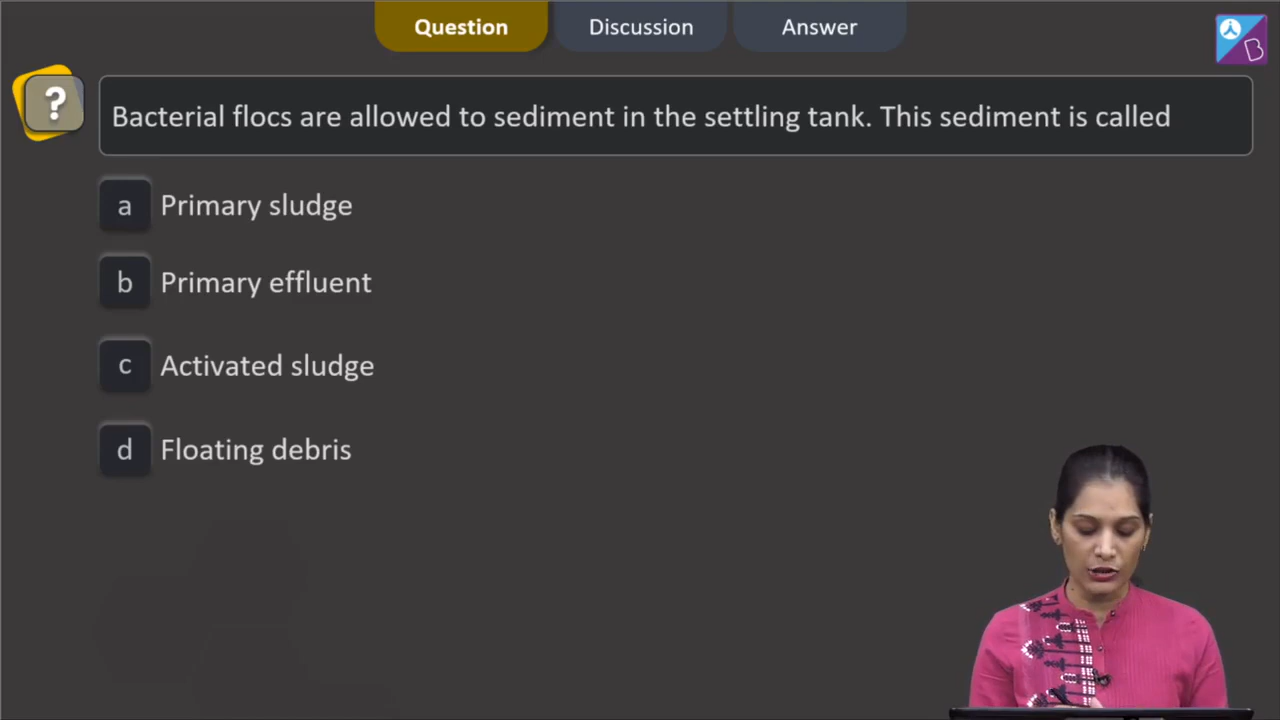 Question
Discussion
Answer
B
?
Bacterial flocs are allowed to sediment in the settling tank. This sediment is called
a Primary sludge
b Primary effluent
c Activated sludge
d Floating debris